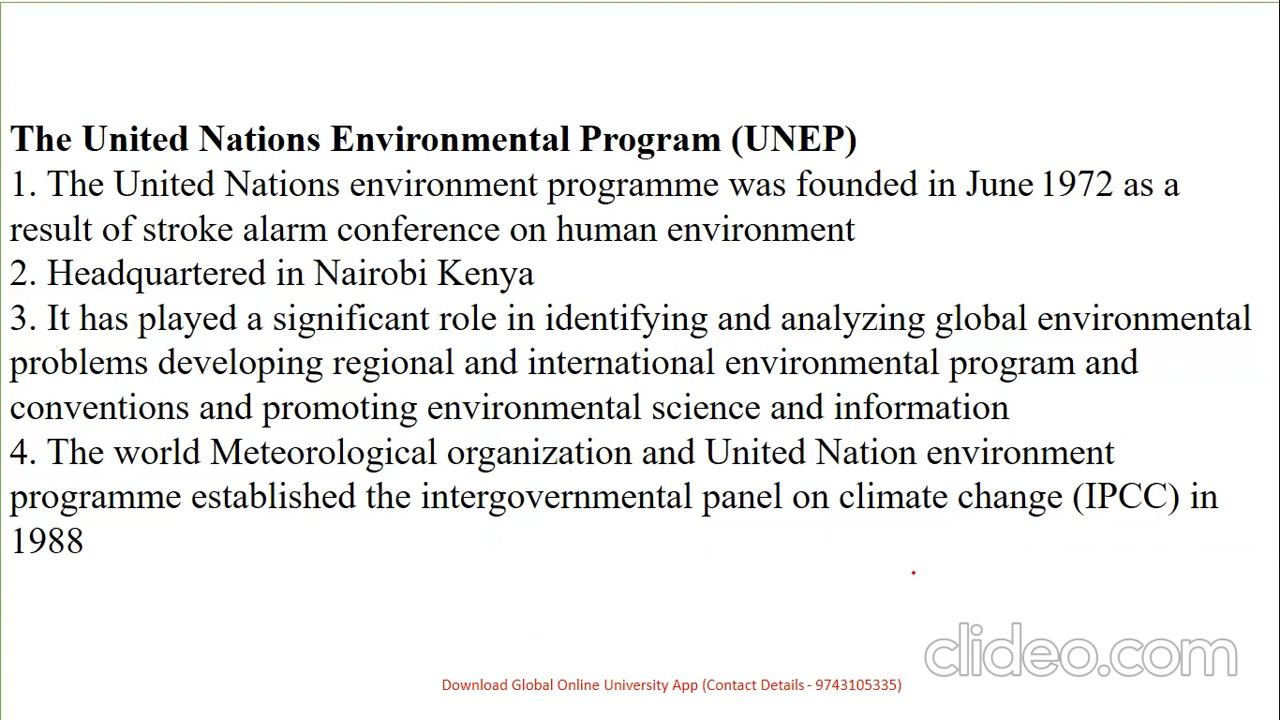 The United Nations Environmental Program (UNEP)
1. The United Nations environment programme was founded in June 1972 as a
result of stroke alarm conference on human environment
2. Headquartered in Nairobi Kenya
3. It has played a significant role in identifying and analyzing global environmental
problems developing regional and international environmental program and
conventions and promoting environmental science and information
4. The world Meteorological organization and United Nation environment
programme established the intergovernmental panel on climate change (IPCC) in
1988
clideo.com
Download Global Online University App (Contact Details - 9743105335)